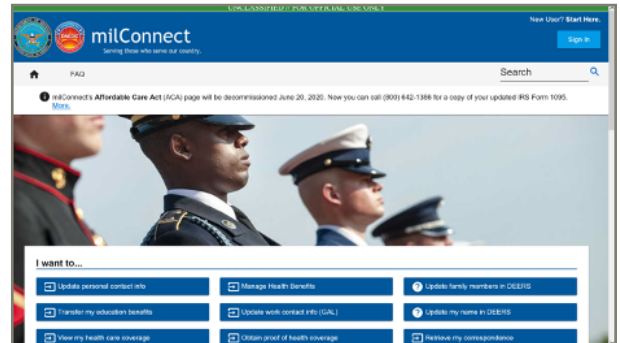 UNCLASSIFIED // FOR OFFICIAL USE ONLY
New User? Start Here.
milConnect
Serving those who serve our country.
Sign In
FAQ
Search
milConnect's Affordable Care Act (ACA) page will be decommissioned June 20, 2020. Now you can call (800) 642-1386 for a copy of your updated IRS Form 1095.
More.
I want to...
Update personal contact info
Manage Health Benefits
Update family members in DEERS
Transfer my education benefits
Update work contact info (GAL)
Update my name in DEERS
View my health care coverage
Obtain proof of health coverage
Retrieve my correspondence